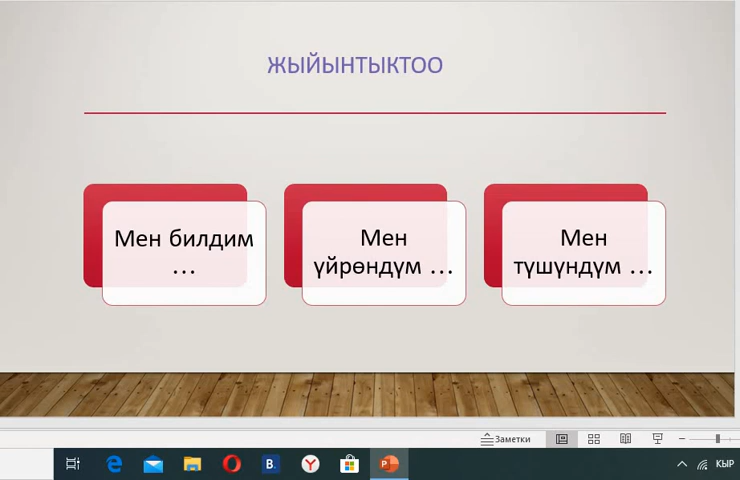 ЖЫЙЫНТЫКТОО
Мен билдим
…
Мен
үйрөндүм …
Мен
түшүндүм …
Заметки
B.
КЫР